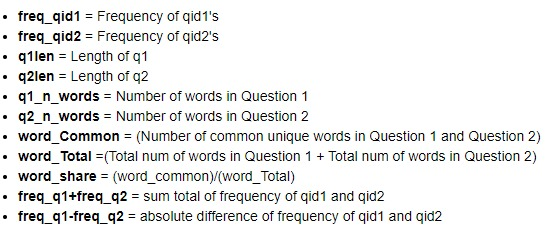 freq_qid1 = Frequency of qid1's
freq_qid2 = Frequency of qid2's
q1len = Length of q1
q2len = Length of q2
q1_n_words = Number of words in Question 1
q2_n_words = Number of words in Question 2
word_Common = (Number of common unique words in Question 1 and Question 2)
word_Total =(Total num of words in Question 1 + Total num of words in Question 2)
word_share = (word_common)/(word_Total)
freq_q1+freq_q2 = sum total of frequency of qid1 and qid2
freq_q1-freq_q2 = absolute difference of frequency of qid1 and qid2